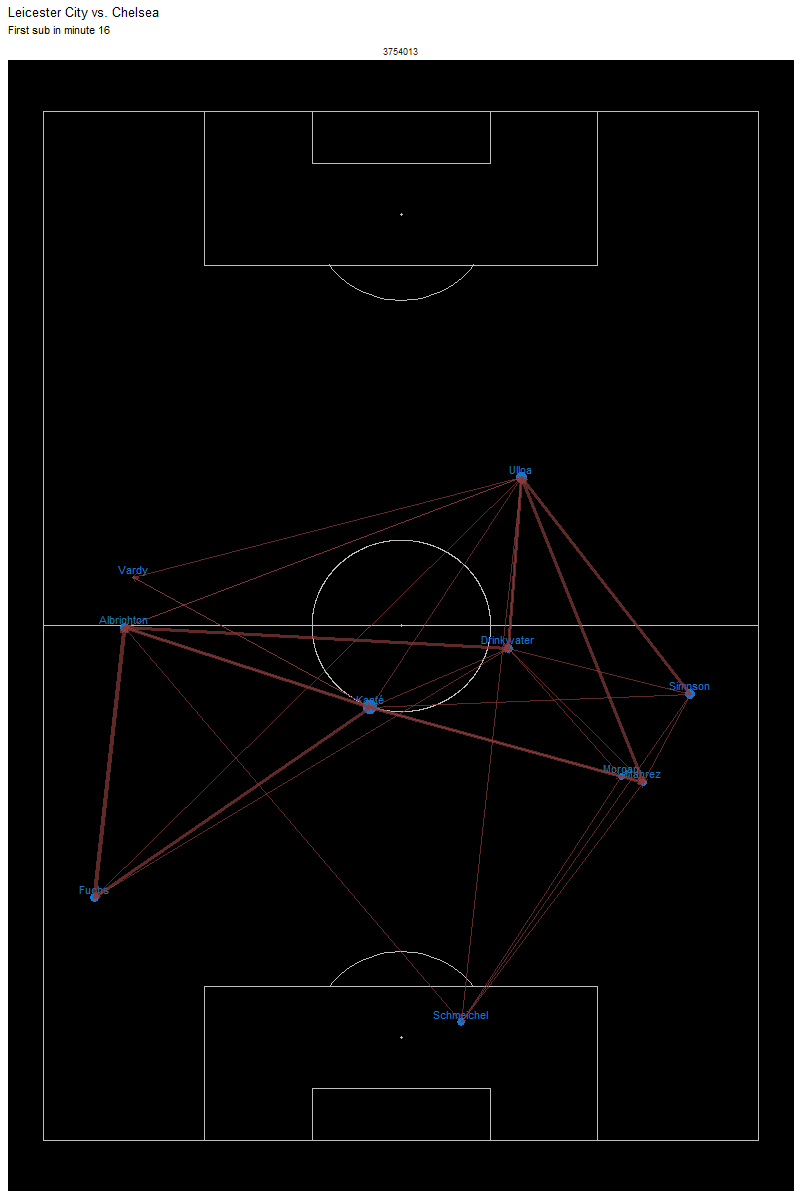 Leicester City vs. Chelsea
First sub in minute 16
3754013
Ulloa
Vardy
Albrighton
Drinkwater
Simpson
Kanté
Morgan
Mahrez
Fuchs
Schmeichel